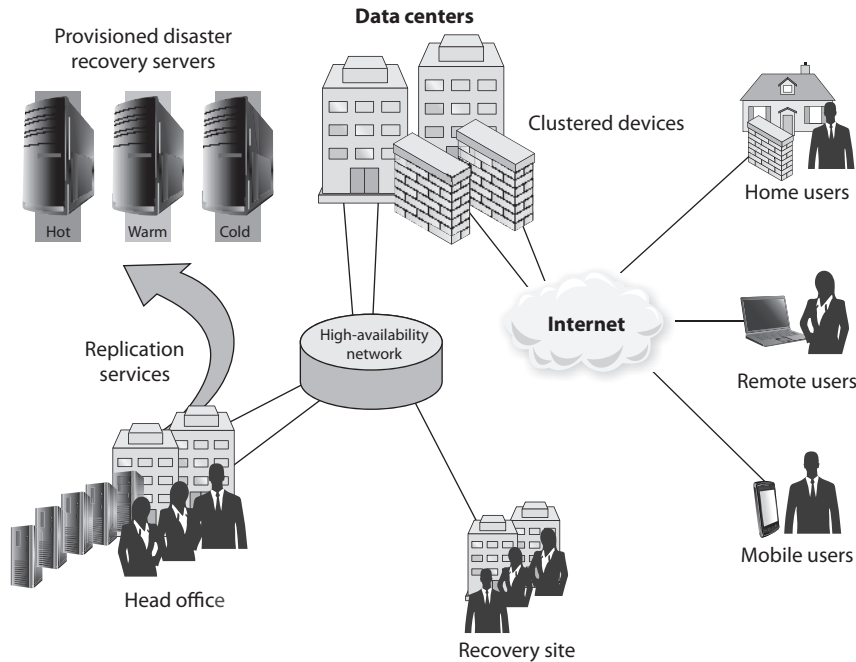 Data centers
Provisioned disaster
recovery servers
Clustered devices
Hot
Warm
Cold
Home users
Internet
High-availability
network
Replication
services
Remote users
Mobile users
Head office
Recovery site